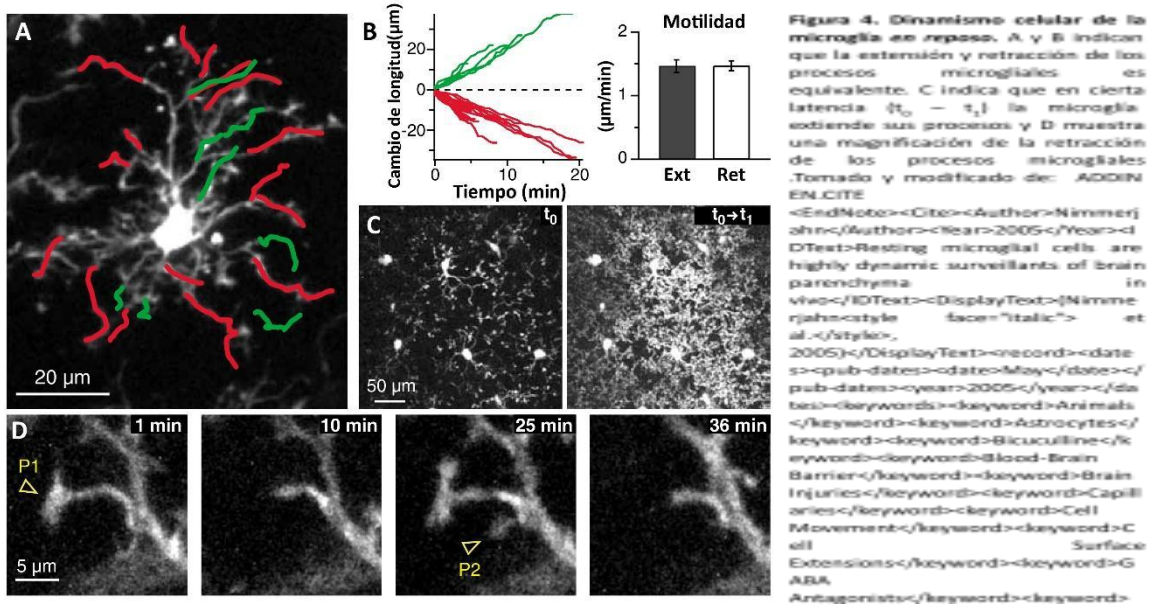 A
20 µm
B
Cambio de longitud(µm)
20
0
-20
0
10
20
Tiempo (min)
Motilidad
(µm/min)
2
1
0
Ext
Ret
C
t0
50 µm
t0→t1
D
1 min
P1
5 µm
10 min
25 min
P2
36 min
Figura 4. Dinamismo celular de la
microglía en reposo. A y B indican
que la extensión y retracción de los
procesos microgliales es
equivalente. C indica que en cierta
latencia (t0 – t1) la microglía
extiende sus procesos y D muestra
una magnificación de la retracción
de los procesos microgliales
.Tomado y modificado de: ADDIN
EN.CITE
<EndNote><Cite><Author>Nimmerj
ahn</Author><Year>2005</Year><I
DText>Resting microglial cells are
highly dynamic surveillants of brain
parenchyma in
vivo</IDText><DisplayText>(Nimme
rjahn<style face="italic"> et
al.</style>,
2005)</DisplayText><record><date
s><pub-dates><date>May</date></
pub-dates><year>2005</year></da
tes><keywords><keyword>Animals
</keyword><keyword>Astrocytes</
keyword><keyword>Bicuculline</k
eyword><keyword>Blood-Brain
Barrier</keyword><keyword>Brain
Injuries</keyword><keyword>Capill
aries</keyword><keyword>Cell
Movement</keyword><keyword>C
ell Surface
Extensions</keyword><keyword>G
ABA
Antagonists</keyword><keyword>